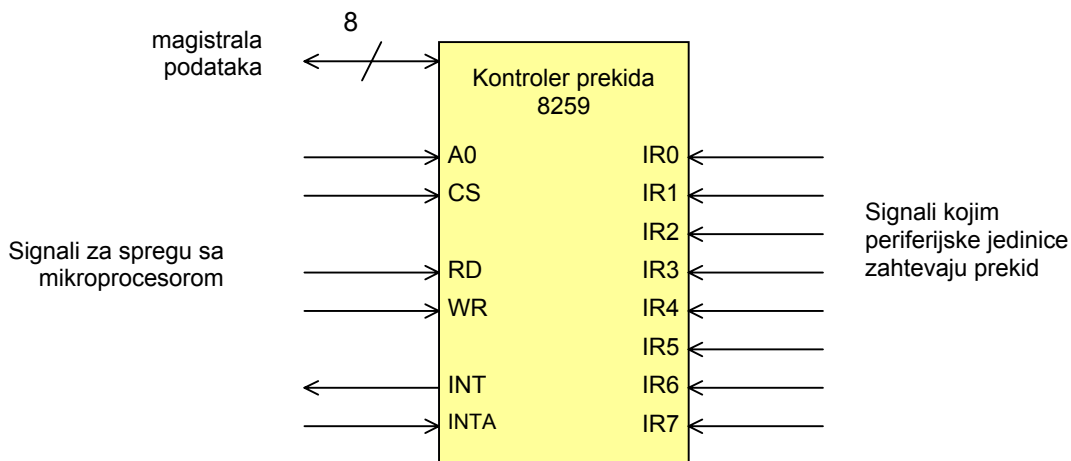 8
magistrala
podataka
Kontroler prekida
8259
A0
CS
RD
WR
INT
INTA
IR0
IR1
IR2
IR3
IR4
IR5
IR6
IR7
Signali za spregu sa
mikroprocesorom
Signali kojim
periferijske jedinice
zahtevaju prekid